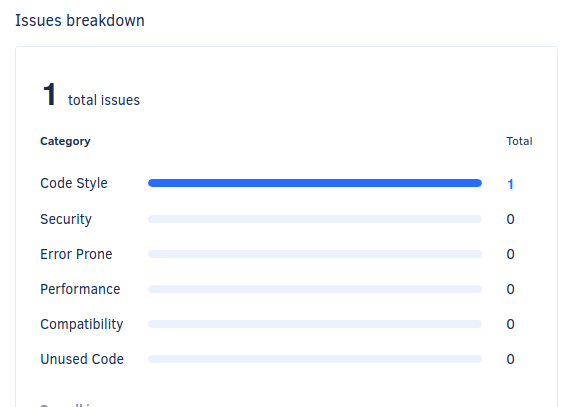 Issues breakdown
1 total issues
Category Total
Code Style 1
Security 0
Error Prone 0
Performance 0
Compatibility 0
Unused Code 0